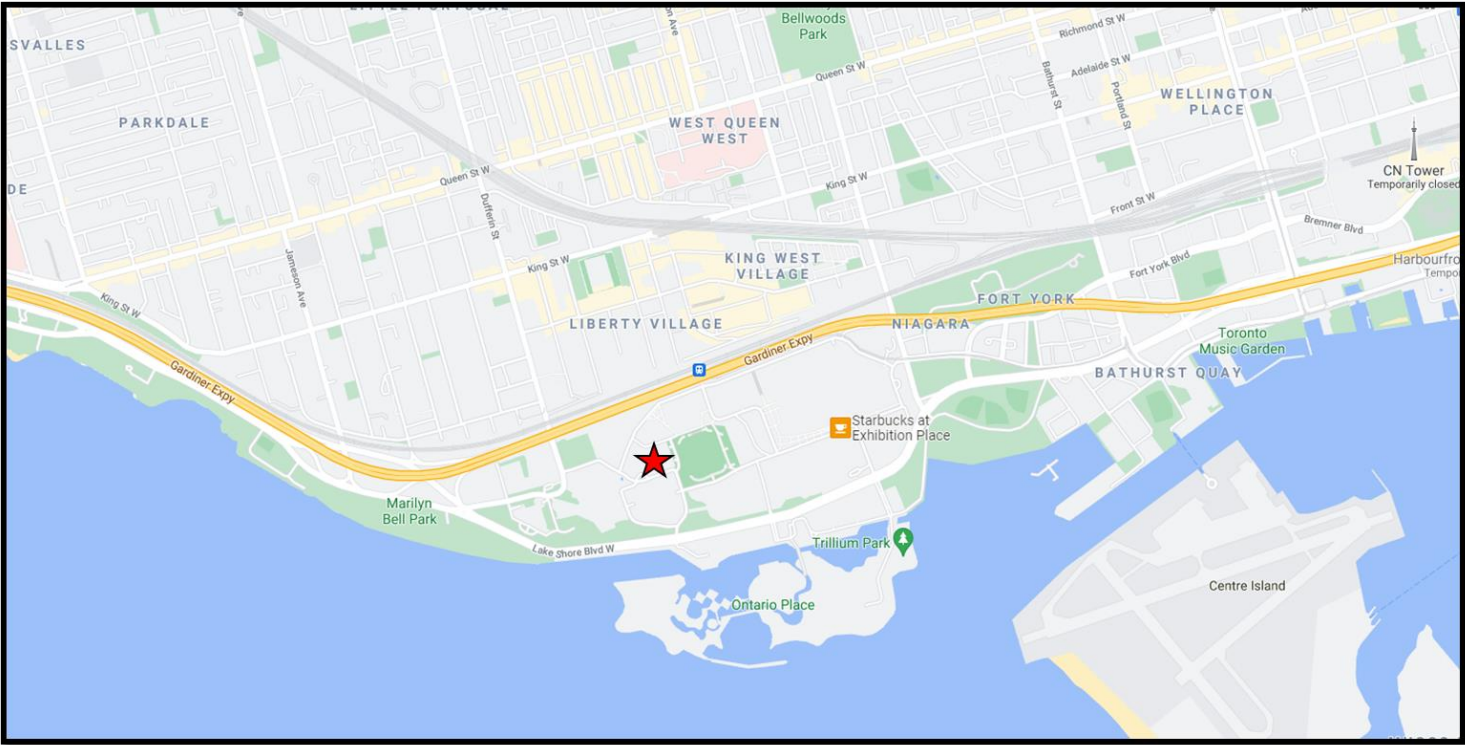 LITTLE PORTUGAL
Bellwoods
Park
Richmond St W
SVALLES
Queen St W
Adelaide St W
Bathurst St
Portland St
WELLINGTON
PLACE
PARKDALE
WEST QUEEN
WEST
CN Tower
Temporarily closed
DE
Queen St W
King St W
Dufferin St
Front St W
Bremner Blvd
Jameson Ave
King St W
KING WEST
VILLAGE
Fort York Blvd
Harbourfro
Tempo
King St W
FORT YORK
LIBERTY VILLAGE
NIAGARA
Toronto
Music Garden
Gardiner Expy
Gardiner Expy
BATHURST QUAY
Starbucks at
Exhibition Place
Marilyn
Bell Park
Lake Shore Blvd W
Trillium Park
Centre Island
Ontario Place